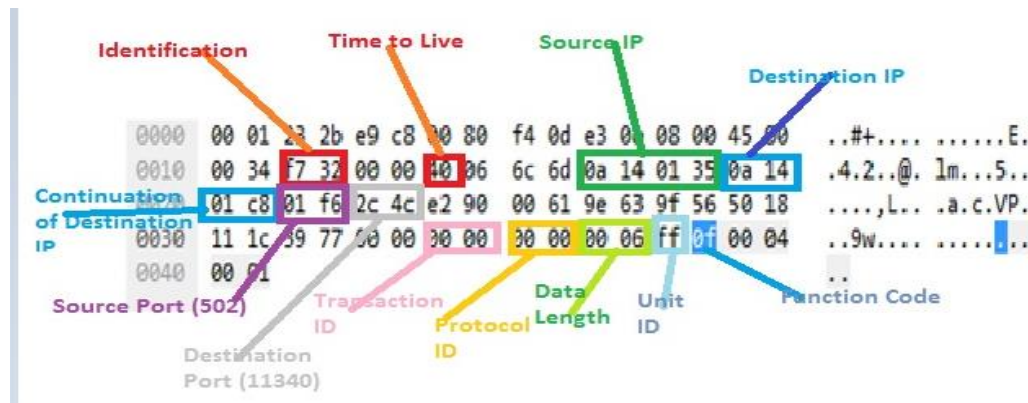 Identification
Time to Live
Source IP
Destination IP
0000 00 01 23 2b e9 c8 00 80 f4 0d e3 08 00 45 00 ..#+.... ......E.
0010 00 34 f7 32 00 00 40 06 6c 6d 0a 14 01 35 0a 14 .4.2..@. lm...5..
01 c8 01 f6 2c 4c e2 90 00 61 9e 63 9f 56 50 18 ....,L.. .a.c.VP.
0030 11 1c 39 77 00 00 00 00 00 00 00 06 ff 0f 00 04 ..9w.... ........
0040 00 01 ..
Continuation
of Destination
IP
Source Port (502)
Destination
Port (11340)
Transaction
ID
Protocol
ID
Data
Length
Unit
ID
Function Code